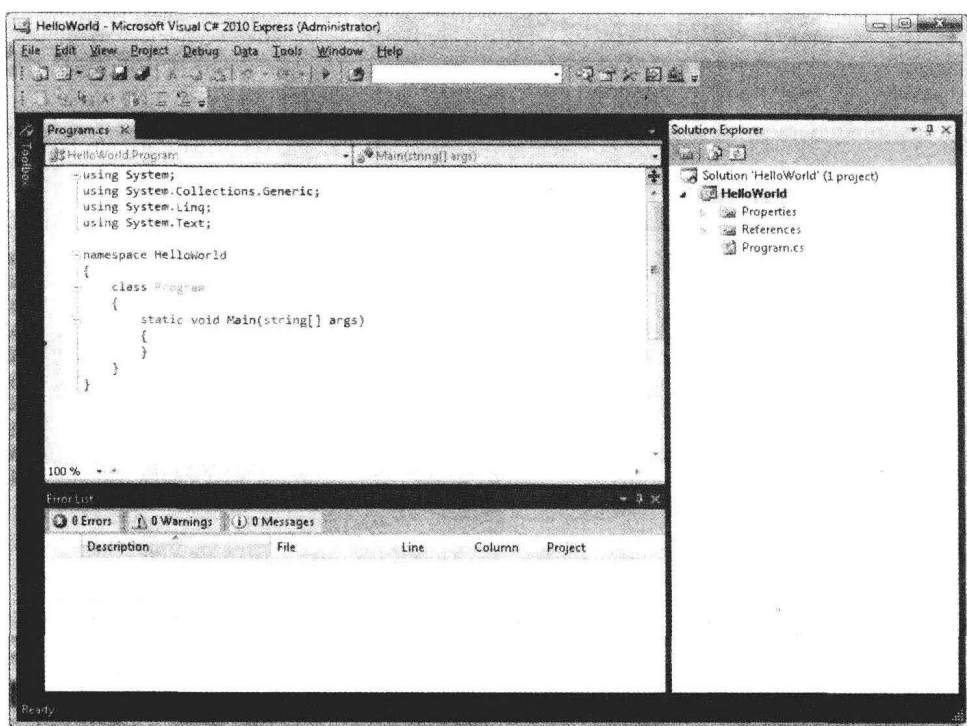 HelloWorld - Microsoft Visual C# 2010 Express (Administrator)
File Edit View Project Debug Data Tools Window Help
Toolbox
Program.cs
HelloWorld.Program
Main(string[] args)
using System;
using System.Collections.Generic;
using System.Linq;
using System.Text;
namespace HelloWorld
{
class Program
{
static void Main(string[] args)
{
}
}
}
100 %
Error List
0 Errors 0 Warnings 0 Messages
Description File Line Column Project
Solution Explorer
Solution 'HelloWorld' (1 project)
HelloWorld
Properties
References
Program.cs
Ready